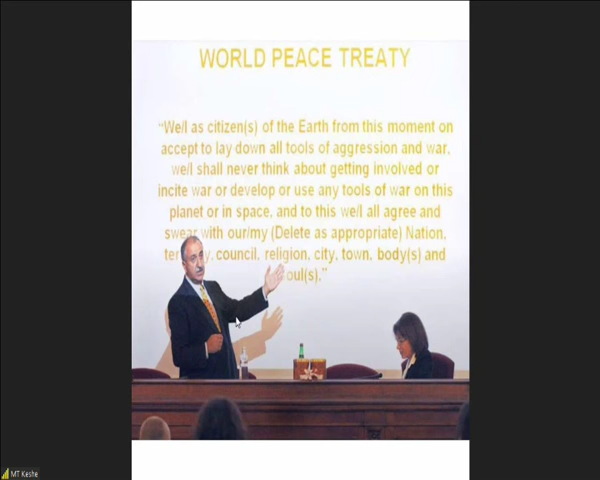 WORLD PEACE TREATY
“We/I as citizen(s) of the Earth from this moment on
accept to lay down all tools of aggression and war,
we/I shall never think about getting involved or
incite war or develop or use any tools of war on this
planet or in space, and to this we/I all agree and
swear with our/my (Delete as appropriate) Nation,
council, religion, city, town, body(s) and
MT Keshe